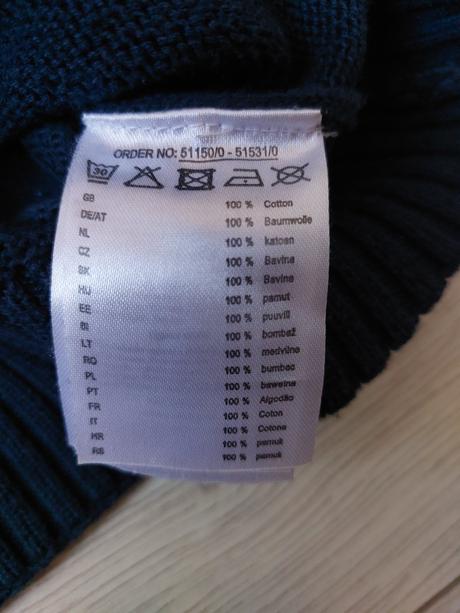 ORDER NO: 51150/0 - 51531/0
30
GB 100 % Cotton
DE/AT 100 % Baumwolle
NL 100 % katoen
CZ 100 % Bavlna
SK 100 % Bavlna
HU 100 % pamut
EE 100 % puuvill
SI 100 % bombaž
LT 100 % medvilnė
RO 100 % bumbac
PL 100 % bawełna
PT 100 % Algodão
FR 100 % Coton
IT 100 % Cotone
HR 100 % pamuk
RS 100 % pamuk